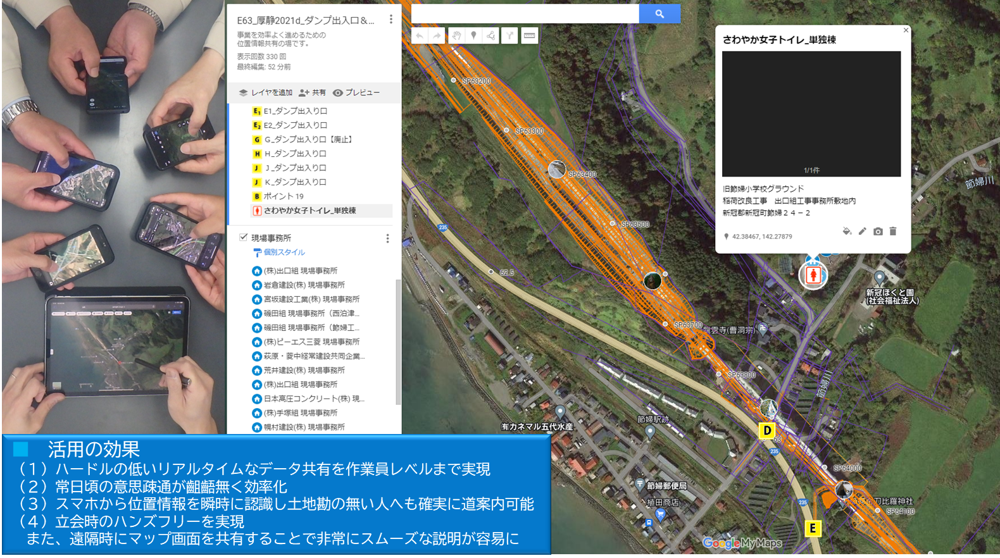 E63_厚静2021d_ダンプ出入口＆...
事業を効率よく進めるための
位置情報共有の場です。
表示回数 330 回
最終編集: 52 分前
レイヤを追加
共有
プレビュー
E₁ E1_ダンプ出入り口
E₂ E2_ダンプ出入り口
G G_ダンプ出入り口【廃止】
H H_ダンプ出入り口
J J_ダンプ出入り口
J K_ダンプ出入り口
B ポイント 19
さわやか女子トイレ_単独棟
現場事務所
個別スタイル
(株)出口組 現場事務所
岩倉建設(株) 現場事務所
宮坂建設工業(株) 現場事務所
磯田組 現場事務所（西泊津...
磯田組 現場事務所（節婦工...
(株)ピーエス三菱 現場事務所
萩原・菱中経常建設共同企業...
荒井建設(株) 現場事務所
(株)出口組 現場事務所
日本高圧コンクリート(株) 現...
(株)手塚組 現場事務所
幌村建設(株) 現場事務所
さわやか女子トイレ_単独棟
1/1件
旧節婦小学校グラウンド
稲荷改良工事　出口組工事事務所敷地内
新冠郡新冠町節婦２４－２
42.38467, 142.27879
SP63200
SP63300
SP63400
SP63500
SP63700
SP63800
SP64000
SP64100
235
62.5
節婦川
新冠ほくと園
(社会福祉法人)
龍雲寺(曹洞宗)
節婦川
節婦駅跡
(有)カネマル五代水産
D
63
235
節婦郵便局
植田商店
235
刀比羅神社
E
Google My Maps
■ 活用の効果
（１）ハードルの低いリアルタイムなデータ共有を作業員レベルまで実現
（２）常日頃の意思疎通が齟齬無く効率化
（３）スマホから位置情報を瞬時に認識し土地勘の無い人へも確実に道案内可能
（４）立会時のハンズフリーを実現
また、遠隔時にマップ画面を共有することで非常にスムーズな説明が容易に